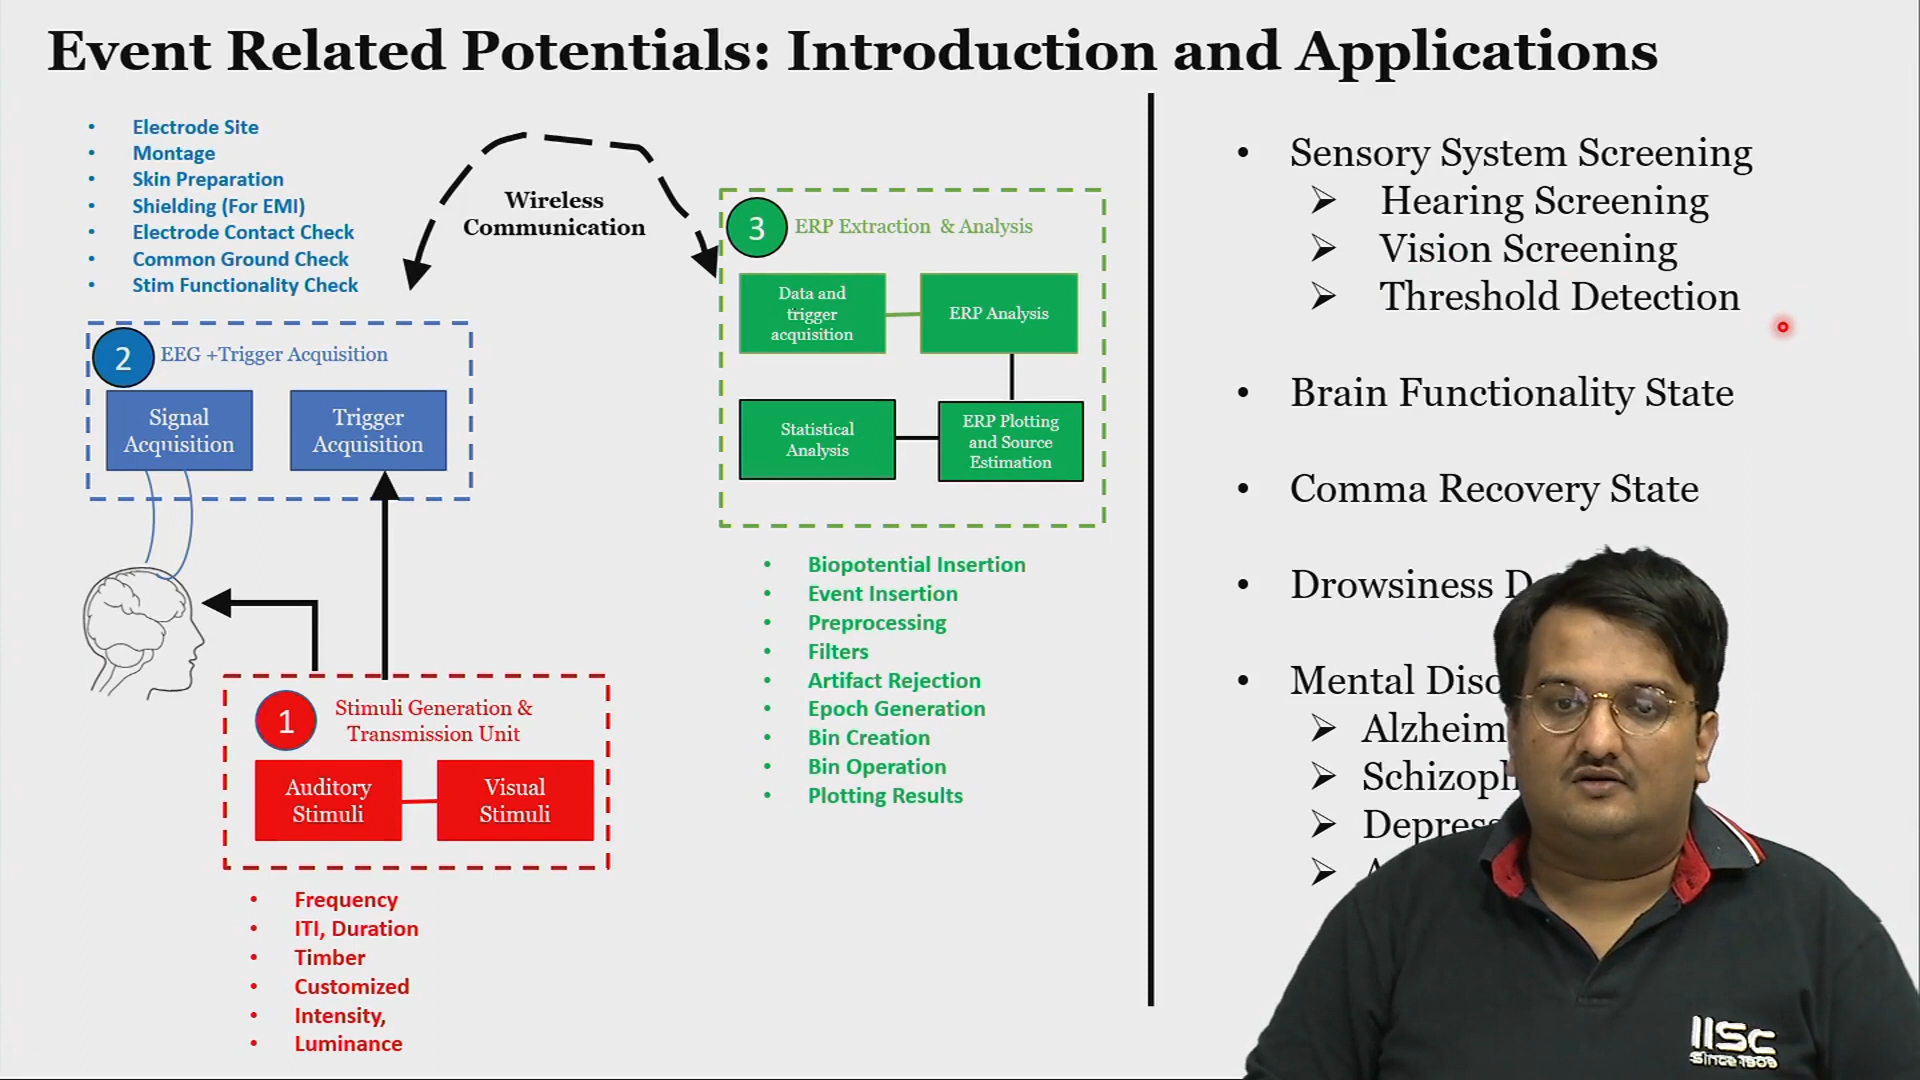 Event Related Potentials: Introduction and Applications
• Electrode Site
• Montage
• Skin Preparation
• Shielding (For EMI)
• Electrode Contact Check
• Common Ground Check
• Stim Functionality Check
Wireless
Communication
2 EEG +Trigger Acquisition
Signal
Acquisition
Trigger
Acquisition
1 Stimuli Generation &
Transmission Unit
Auditory
Stimuli
Visual
Stimuli
• Frequency
• ITI, Duration
• Timber
• Customized
• Intensity,
• Luminance
3 ERP Extraction & Analysis
Data and
trigger
acquisition
ERP Analysis
Statistical
Analysis
ERP Plotting
and Source
Estimation
• Biopotential Insertion
• Event Insertion
• Preprocessing
• Filters
• Artifact Rejection
• Epoch Generation
• Bin Creation
• Bin Operation
• Plotting Results
• Sensory System Screening
➢ Hearing Screening
➢ Vision Screening
➢ Threshold Detection
• Brain Functionality State
• Comma Recovery State
• Drowsiness
• Mental
IISc
Since 1909